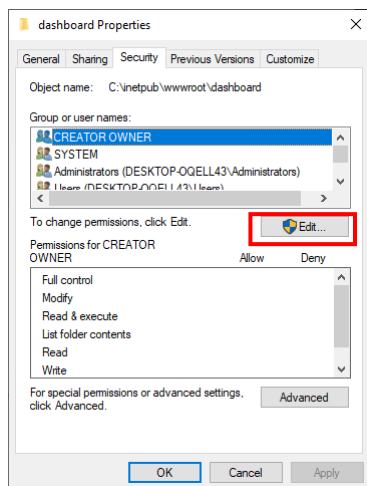 dashboard Properties
General Sharing Security Previous Versions Customize
Object name: C:\inetpub\wwwroot\dashboard
Group or user names:
CREATOR OWNER
SYSTEM
Administrators (DESKTOP-OQELL43\Administrators)
Users (DESKTOP-OQELL43\Users)
To change permissions, click Edit.
Edit...
Permissions for CREATOR
OWNER Allow Deny
Full control
Modify
Read & execute
List folder contents
Read
Write
For special permissions or advanced settings,
click Advanced.
Advanced
OK Cancel Apply